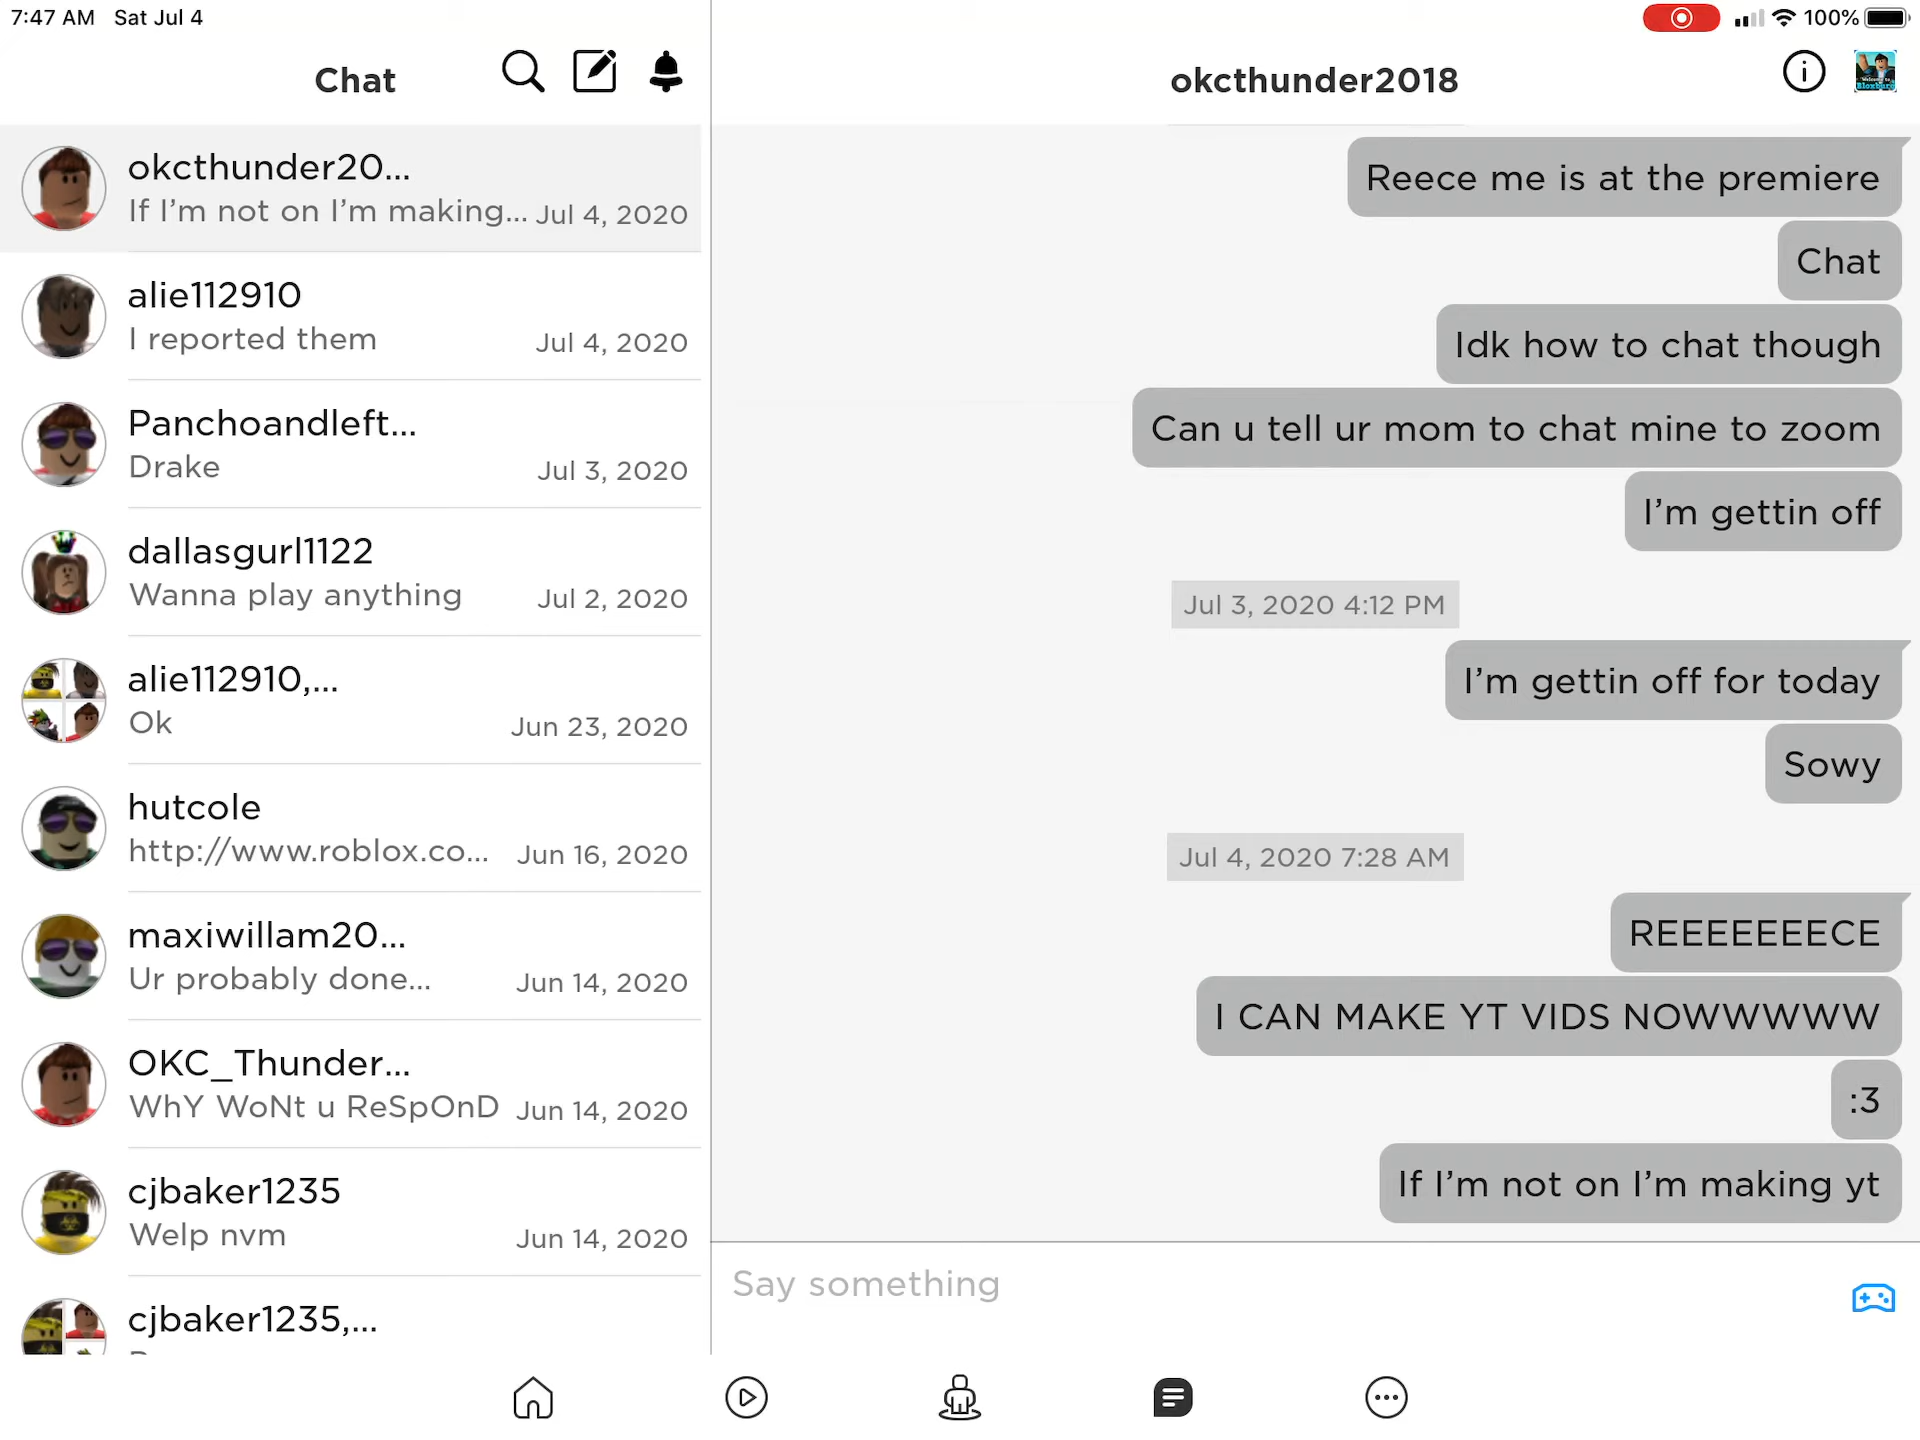 7:47 AM Sat Jul 4
100%
Chat
okcthunder20...
If I'm not on I'm making... Jul 4, 2020
alie112910
I reported them Jul 4, 2020
Panchoandleft...
Drake Jul 3, 2020
dallasgurl1122
Wanna play anything Jul 2, 2020
alie112910,...
Ok Jun 23, 2020
hutcole
http://www.roblox.co... Jun 16, 2020
maxiwillam20...
Ur probably done... Jun 14, 2020
OKC_Thunder...
WhY WoNt u ReSpOnD Jun 14, 2020
cjbaker1235
Welp nvm Jun 14, 2020
cjbaker1235,...
okcthunder2018
Welcome to
Bloxburg
Reece me is at the premiere
Chat
Idk how to chat though
Can u tell ur mom to chat mine to zoom
I'm gettin off
Jul 3, 2020 4:12 PM
I'm gettin off for today
Sowy
Jul 4, 2020 7:28 AM
REEEEEEECE
I CAN MAKE YT VIDS NOWWWWW
:3
If I'm not on I'm making yt
Say something